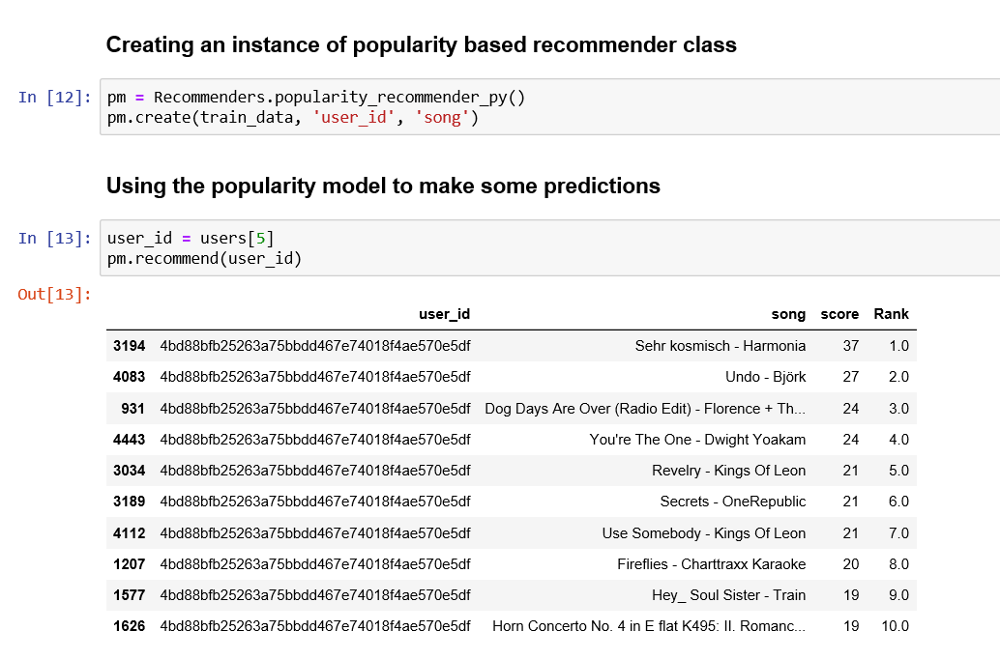 Creating an instance of popularity based recommender class
In [12]: pm = Recommenders.popularity_recommender_py()
pm.create(train_data, 'user_id', 'song')
Using the popularity model to make some predictions
In [13]: user_id = users[5]
pm.recommend(user_id)
Out[13]:
user_id song score Rank
3194 4bd88bfb25263a75bbdd467e74018f4ae570e5df Sehr kosmisch - Harmonia 37 1.0
4083 4bd88bfb25263a75bbdd467e74018f4ae570e5df Undo - Björk 27 2.0
931 4bd88bfb25263a75bbdd467e74018f4ae570e5df Dog Days Are Over (Radio Edit) - Florence + Th... 24 3.0
4443 4bd88bfb25263a75bbdd467e74018f4ae570e5df You're The One - Dwight Yoakam 24 4.0
3034 4bd88bfb25263a75bbdd467e74018f4ae570e5df Revelry - Kings Of Leon 21 5.0
3189 4bd88bfb25263a75bbdd467e74018f4ae570e5df Secrets - OneRepublic 21 6.0
4112 4bd88bfb25263a75bbdd467e74018f4ae570e5df Use Somebody - Kings Of Leon 21 7.0
1207 4bd88bfb25263a75bbdd467e74018f4ae570e5df Fireflies - Charttraxx Karaoke 20 8.0
1577 4bd88bfb25263a75bbdd467e74018f4ae570e5df Hey_ Soul Sister - Train 19 9.0
1626 4bd88bfb25263a75bbdd467e74018f4ae570e5df Horn Concerto No. 4 in E flat K495: II. Romanc... 19 10.0